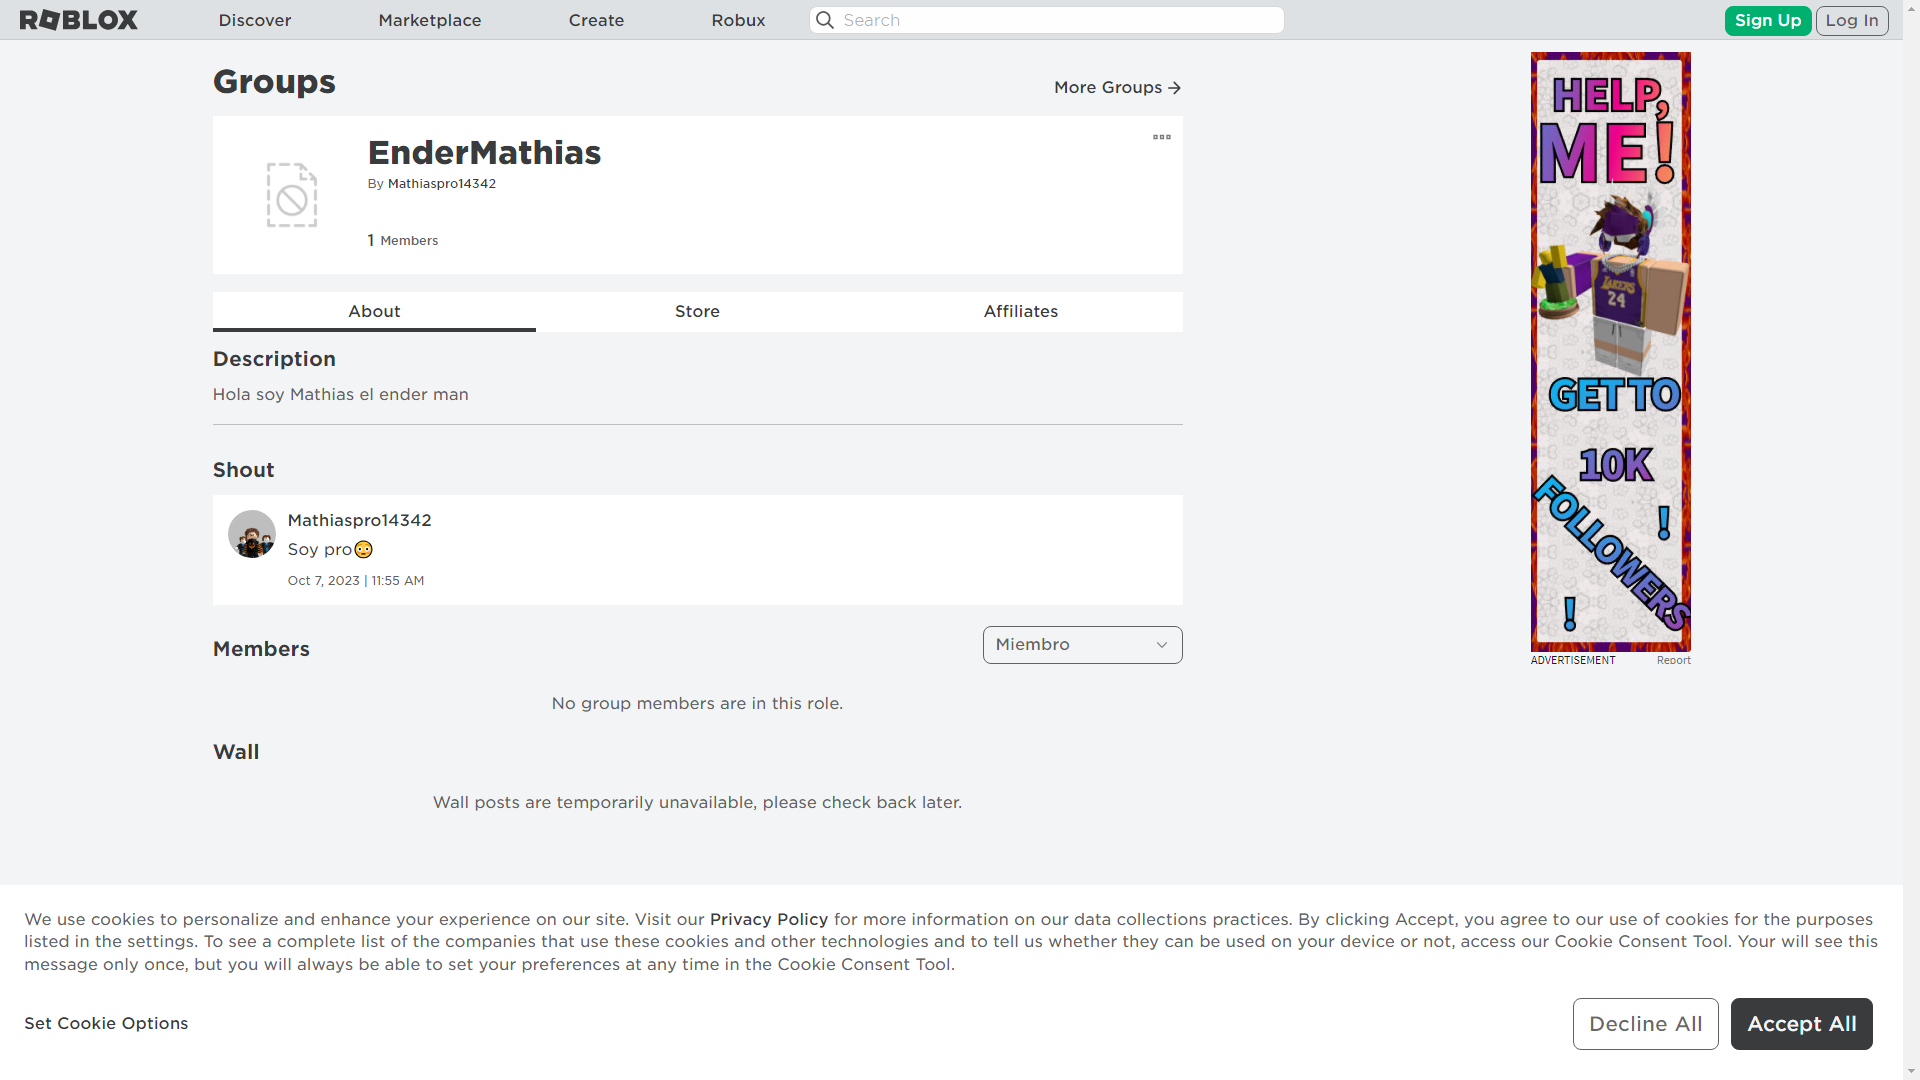 ROBLOX
Discover
Marketplace
Create
Robux
Search
Sign Up
Log In
Groups
More Groups
EnderMathias
By Mathiaspro14342
1 Members
About
Store
Affiliates
Description
Hola soy Mathias el ender man
Shout
Mathiaspro14342
Soy pro😳
Oct 7, 2023 | 11:55 AM
Members
Miembro
No group members are in this role.
Wall
Wall posts are temporarily unavailable, please check back later.
HELP,
ME!
LAKERS
24
GET TO
10K
FOLLOWERS
!
!
ADVERTISEMENT
Report
We use cookies to personalize and enhance your experience on our site. Visit our Privacy Policy for more information on our data collections practices. By clicking Accept, you agree to our use of cookies for the purposes
listed in the settings. To see a complete list of the companies that use these cookies and other technologies and to tell us whether they can be used on your device or not, access our Cookie Consent Tool. Your will see this
message only once, but you will always be able to set your preferences at any time in the Cookie Consent Tool.
Set Cookie Options
Decline All
Accept All